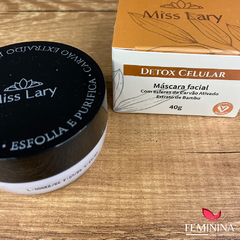 Miss Lary
DETOX CELULAR
Máscara facial
Com Esferas de Carvão Ativado
Extrato de Bambu
40g
CARVÃO EXTRAÍDO
Miss Lary
ESFOLIA E PURIFICA
FEMININA